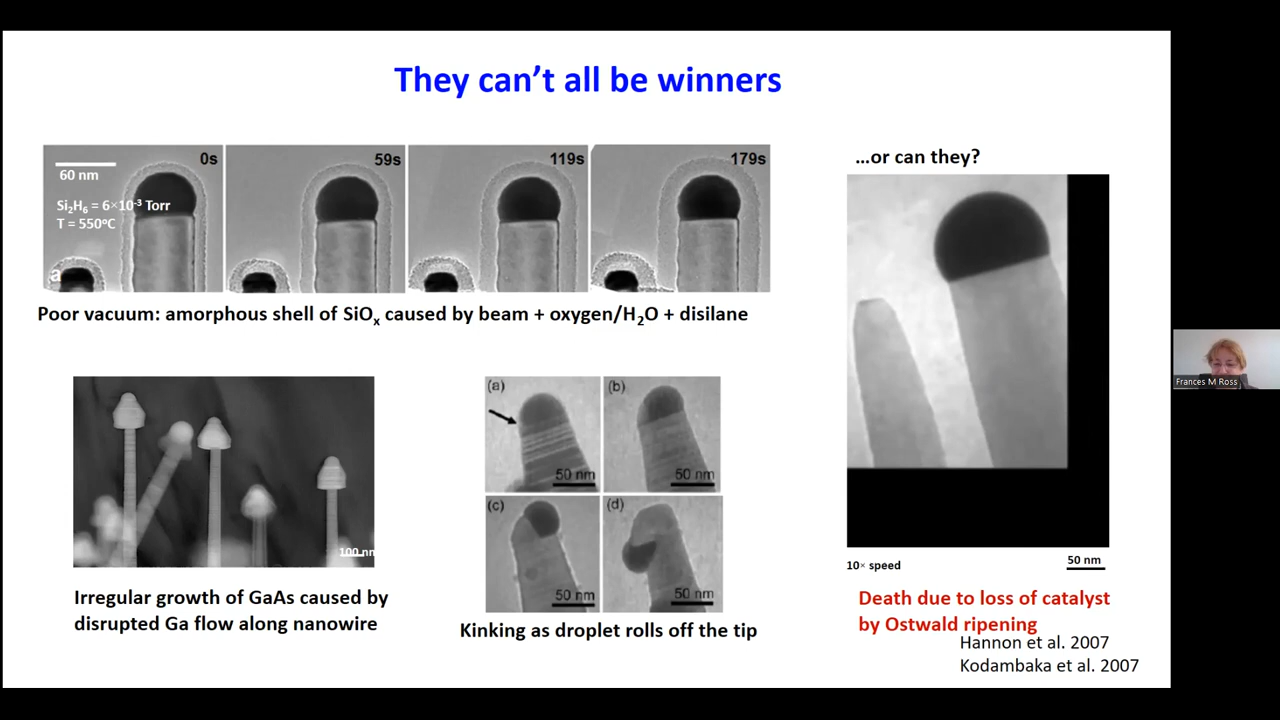 They can't all be winners
0s
59s
119s
179s
60 nm
Si₂H₆ = 6×10⁻³ Torr
T = 550°C
a
Poor vacuum: amorphous shell of SiOₓ caused by beam + oxygen/H₂O + disilane
100 nm
Irregular growth of GaAs caused by
disrupted Ga flow along nanowire
(a)
50 nm
(b)
50 nm
(c)
50 nm
(d)
50 nm
Kinking as droplet rolls off the tip
...or can they?
10× speed
50 nm
Death due to loss of catalyst
by Ostwald ripening
Hannon et al. 2007
Kodambaka et al. 2007
Frances M Ross